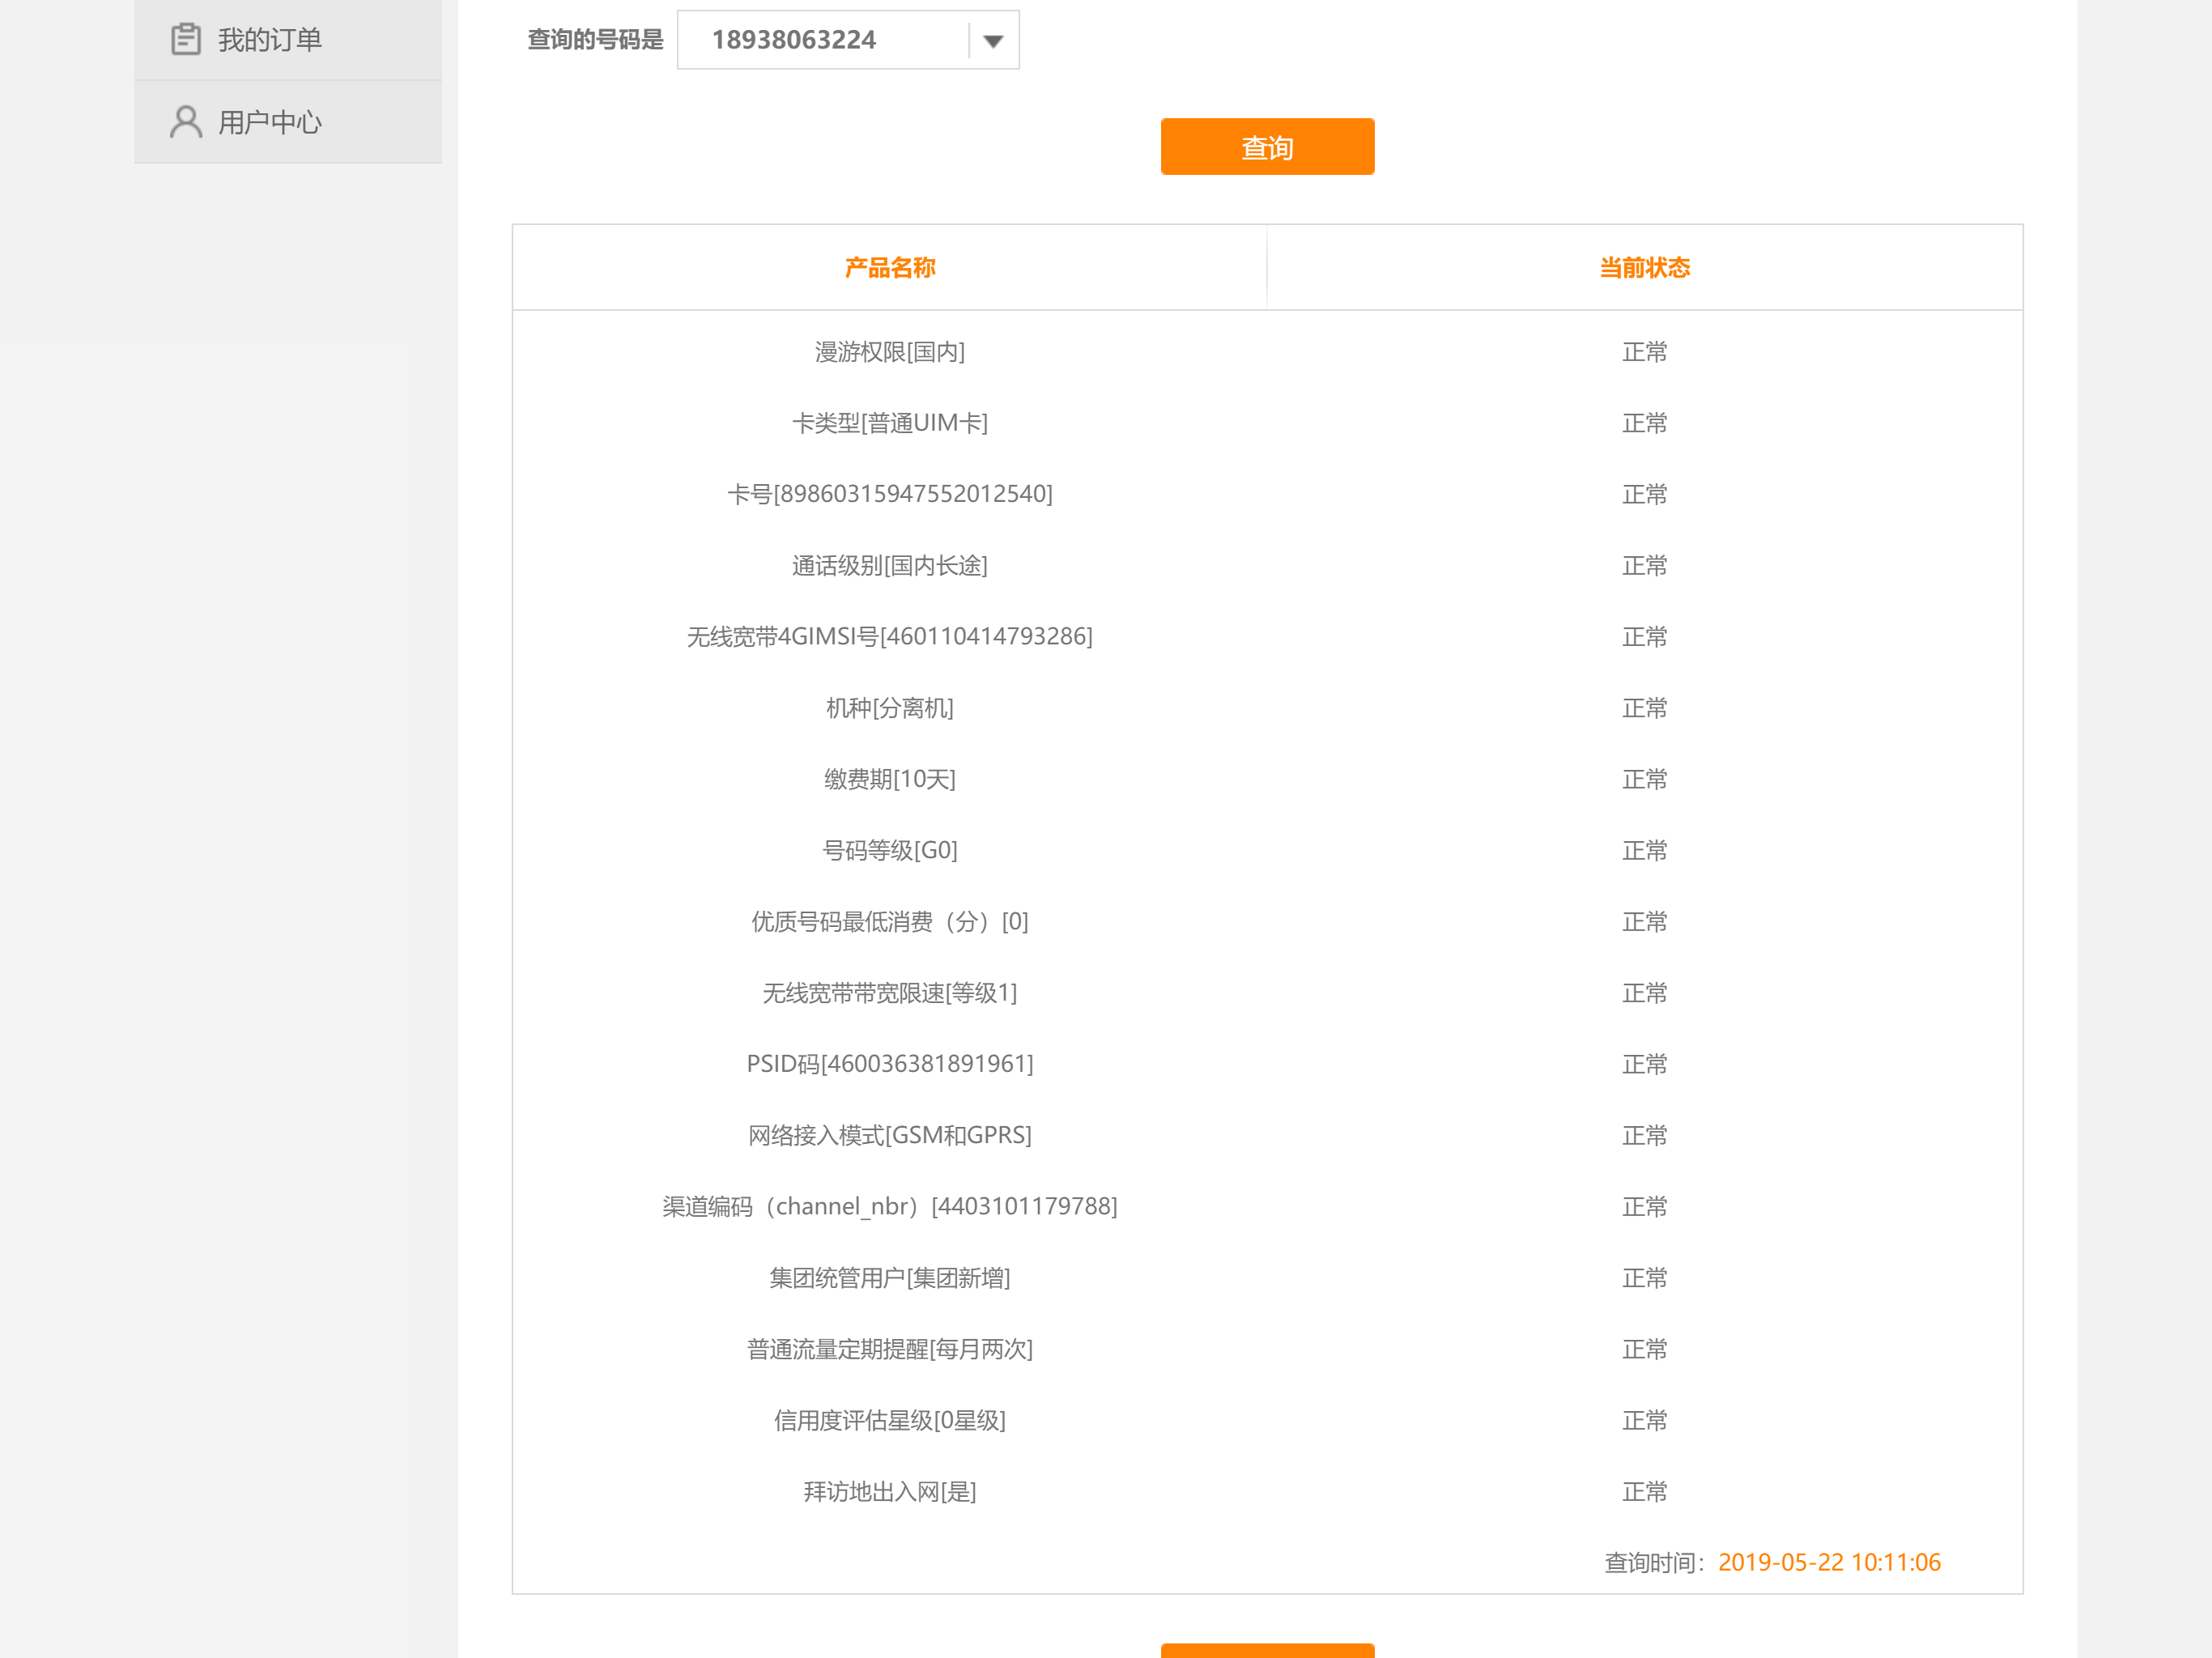 我的订单
用户中心
查询的号码是 18938063224
查询
产品名称 当前状态
漫游权限[国内] 正常
卡类型[普通UIM卡] 正常
卡号[89860315947552012540] 正常
通话级别[国内长途] 正常
无线宽带4GIMSI号[460110414793286] 正常
机种[分离机] 正常
缴费期[10天] 正常
号码等级[G0] 正常
优质号码最低消费（分）[0] 正常
无线宽带带宽限速[等级1] 正常
PSID码[460036381891961] 正常
网络接入模式[GSM和GPRS] 正常
渠道编码（channel_nbr）[4403101179788] 正常
集团统管用户[集团新增] 正常
普通流量定期提醒[每月两次] 正常
信用度评估星级[0星级] 正常
拜访地出入网[是] 正常
查询时间：2019-05-22 10:11:06